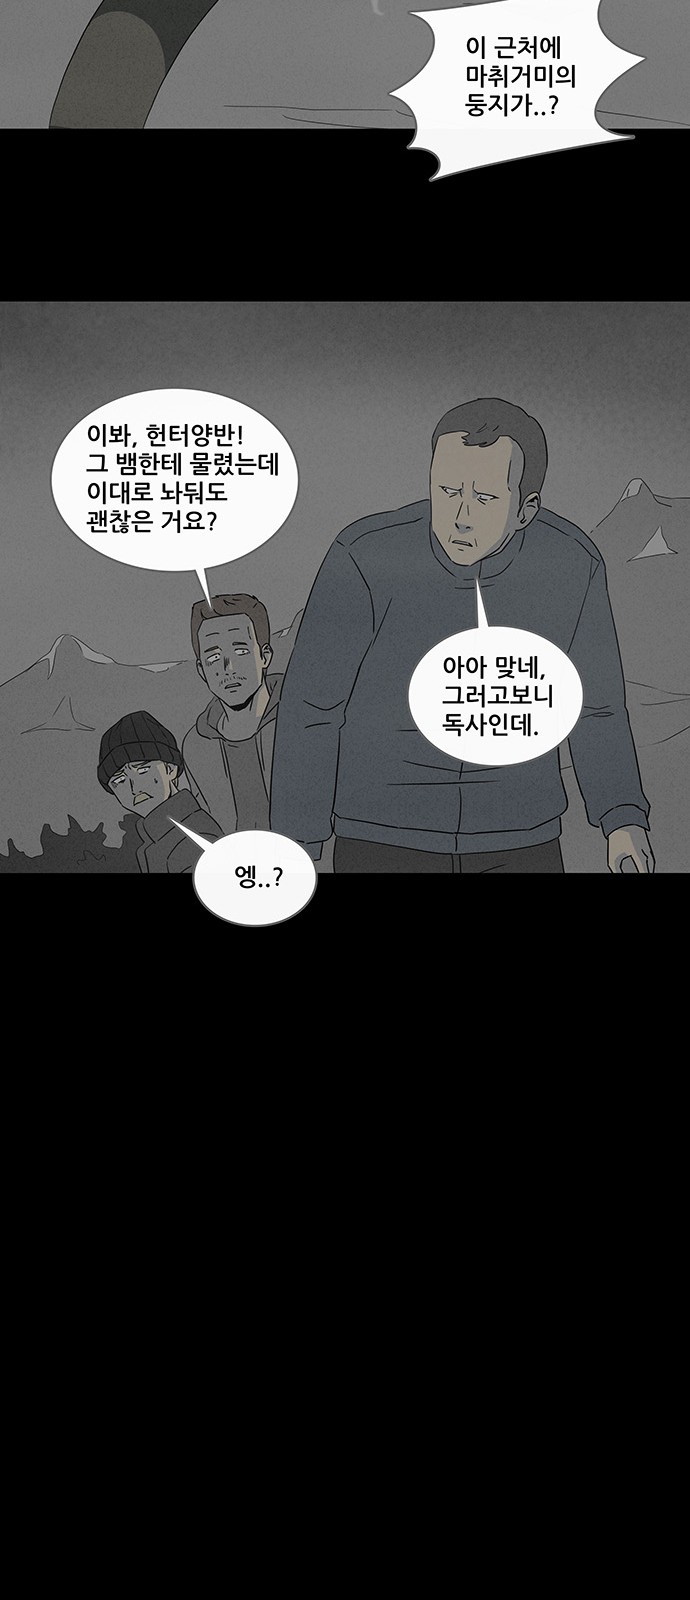 이 근처에
마취거미의
둥지가..?
이봐, 헌터양반!
그 뱀한테 물렸는데
이대로 놔둬도
괜찮은 거요?
아아 맞네,
그러고보니
독사인데.
엥..?